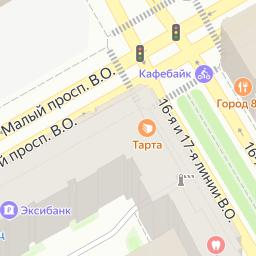 Малый просп. В.О.
Кафебайк
Город 8
й просп. В.О.
Тарта
16-я и 17-я линии В.О.
16-
Эксибанк
ц